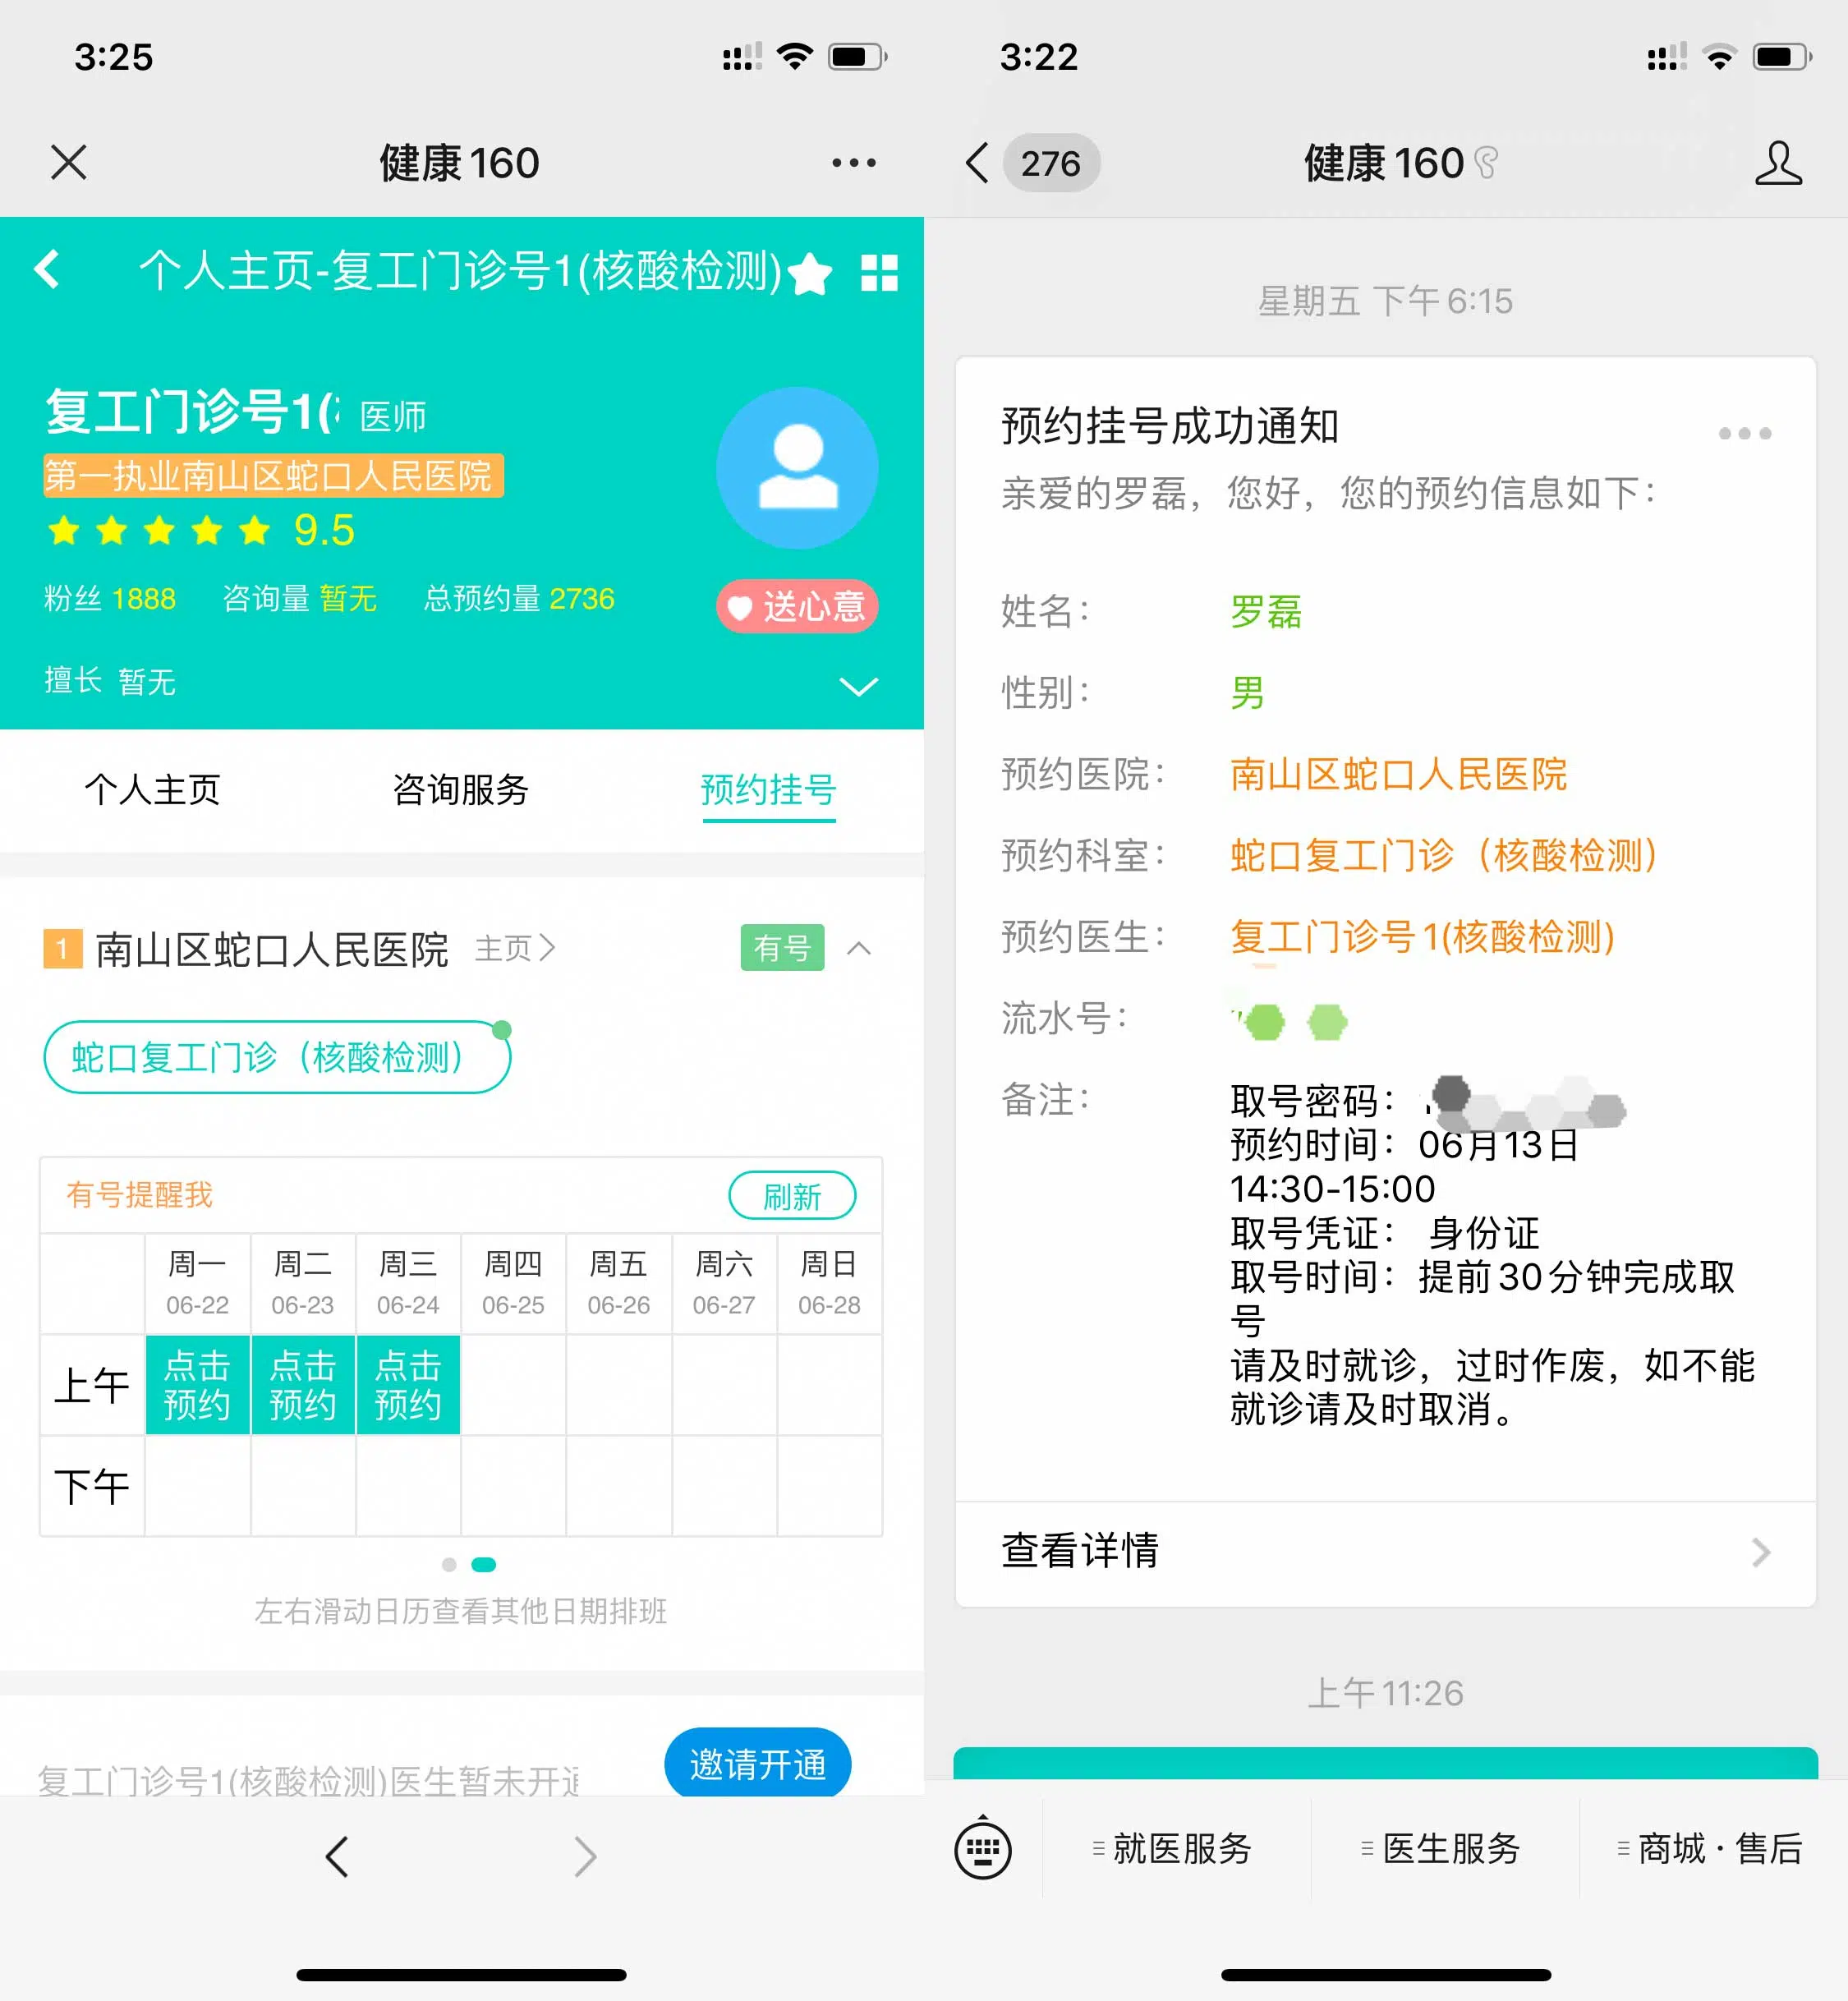 3:25
健康160
个人主页-复工门诊号1(核酸检测)
复工门诊号1( 医师
第一执业南山区蛇口人民医院
9.5
粉丝 1888 咨询量 暂无 总预约量 2736
送心意
擅长 暂无
个人主页 咨询服务 预约挂号
1 南山区蛇口人民医院 主页 有号
蛇口复工门诊（核酸检测）
有号提醒我 刷新
周一 周二 周三 周四 周五 周六 周日
06-22 06-23 06-24 06-25 06-26 06-27 06-28
上午 点击预约 点击预约 点击预约
下午
左右滑动日历查看其他日期排班
复工门诊号1(核酸检测)医生暂未开
邀请开通
3:22
276 健康160
星期五 下午6:15
预约挂号成功通知
亲爱的罗磊，您好，您的预约信息如下：
姓名： 罗磊
性别： 男
预约医院： 南山区蛇口人民医院
预约科室： 蛇口复工门诊（核酸检测）
预约医生： 复工门诊号1(核酸检测)
流水号：
备注： 取号密码：
预约时间：06月13日
14:30-15:00
取号凭证： 身份证
取号时间：提前30分钟完成取
号
请及时就诊，过时作废，如不能
就诊请及时取消。
查看详情
上午11:26
就医服务 医生服务 商城·售后